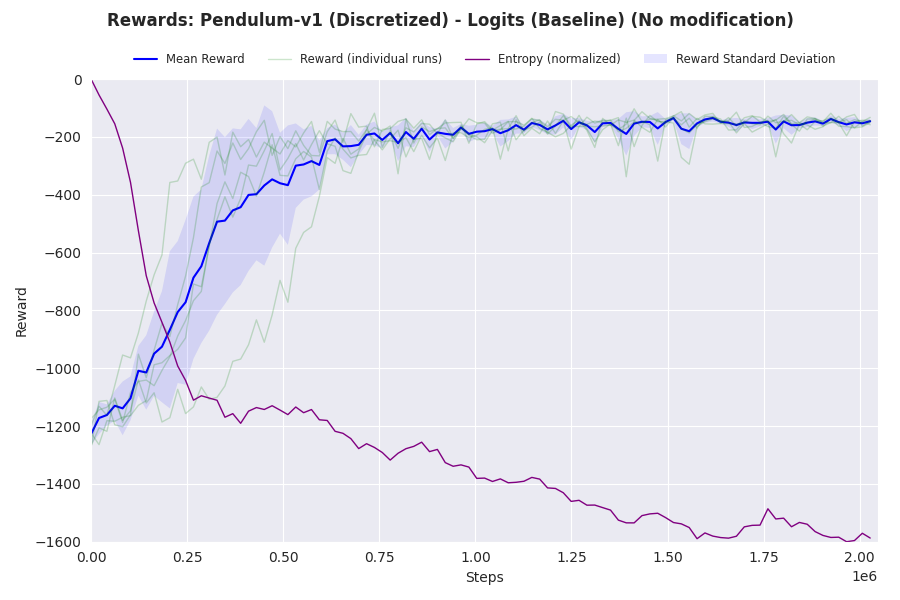 Rewards: Pendulum-v1 (Discretized) - Logits (Baseline) (No modification)
Mean Reward
Reward (individual runs)
Entropy (normalized)
Reward Standard Deviation
0
−200
−400
−600
−800
−1000
−1200
−1400
−1600
Reward
0.00
0.25
0.50
0.75
1.00
1.25
1.50
1.75
2.00
1e6
Steps